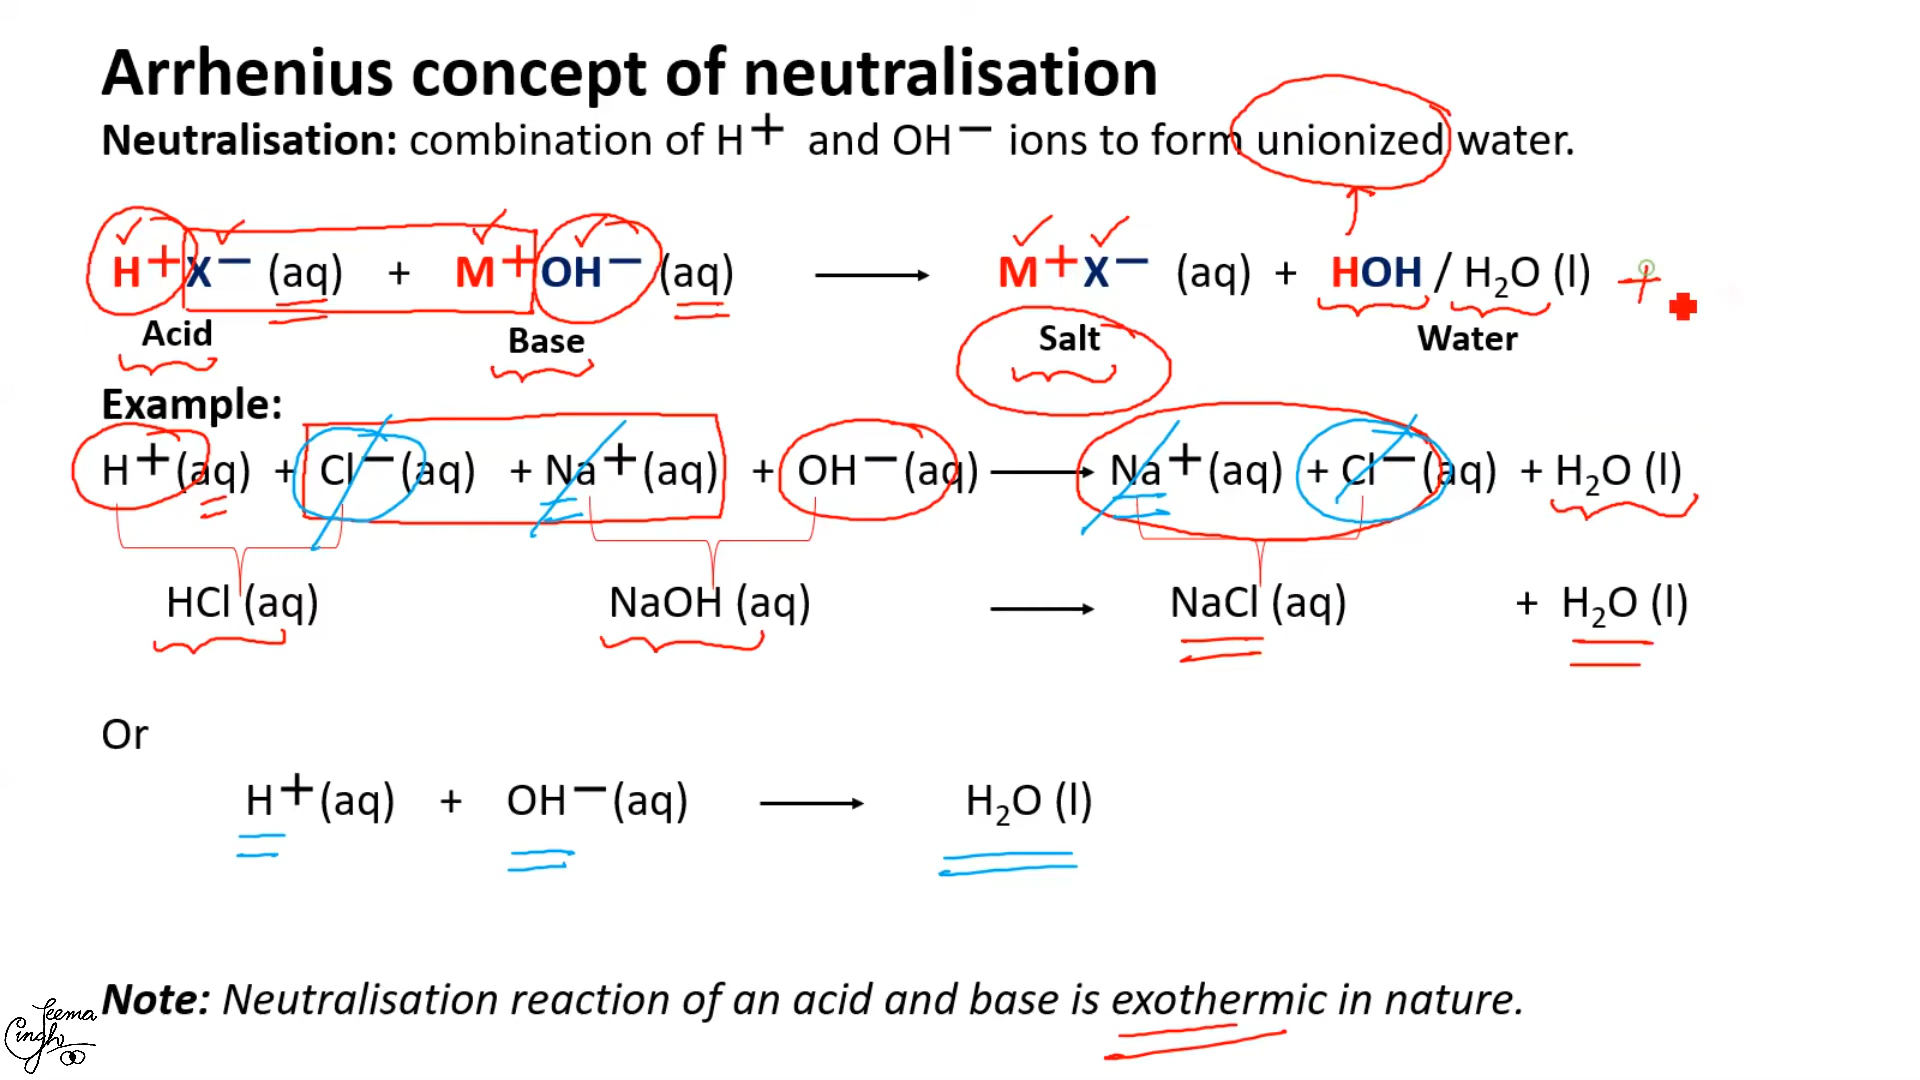 Arrhenius concept of neutralisation
Neutralisation: combination of H⁺ and OH⁻ ions to form unionized water.
H⁺X⁻ (aq) + M⁺OH⁻ (aq) ⟶ M⁺X⁻ (aq) + HOH / H₂O (l) +
Acid Base Salt Water
Example:
H⁺(aq) + Cl⁻(aq) + Na⁺(aq) + OH⁻(aq) ⟶ Na⁺(aq) + Cl⁻(aq) + H₂O (l)
HCl (aq) NaOH (aq) ⟶ NaCl (aq) + H₂O (l)
Or
H⁺(aq) + OH⁻(aq) ⟶ H₂O (l)
Note: Neutralisation reaction of an acid and base is exothermic in nature.